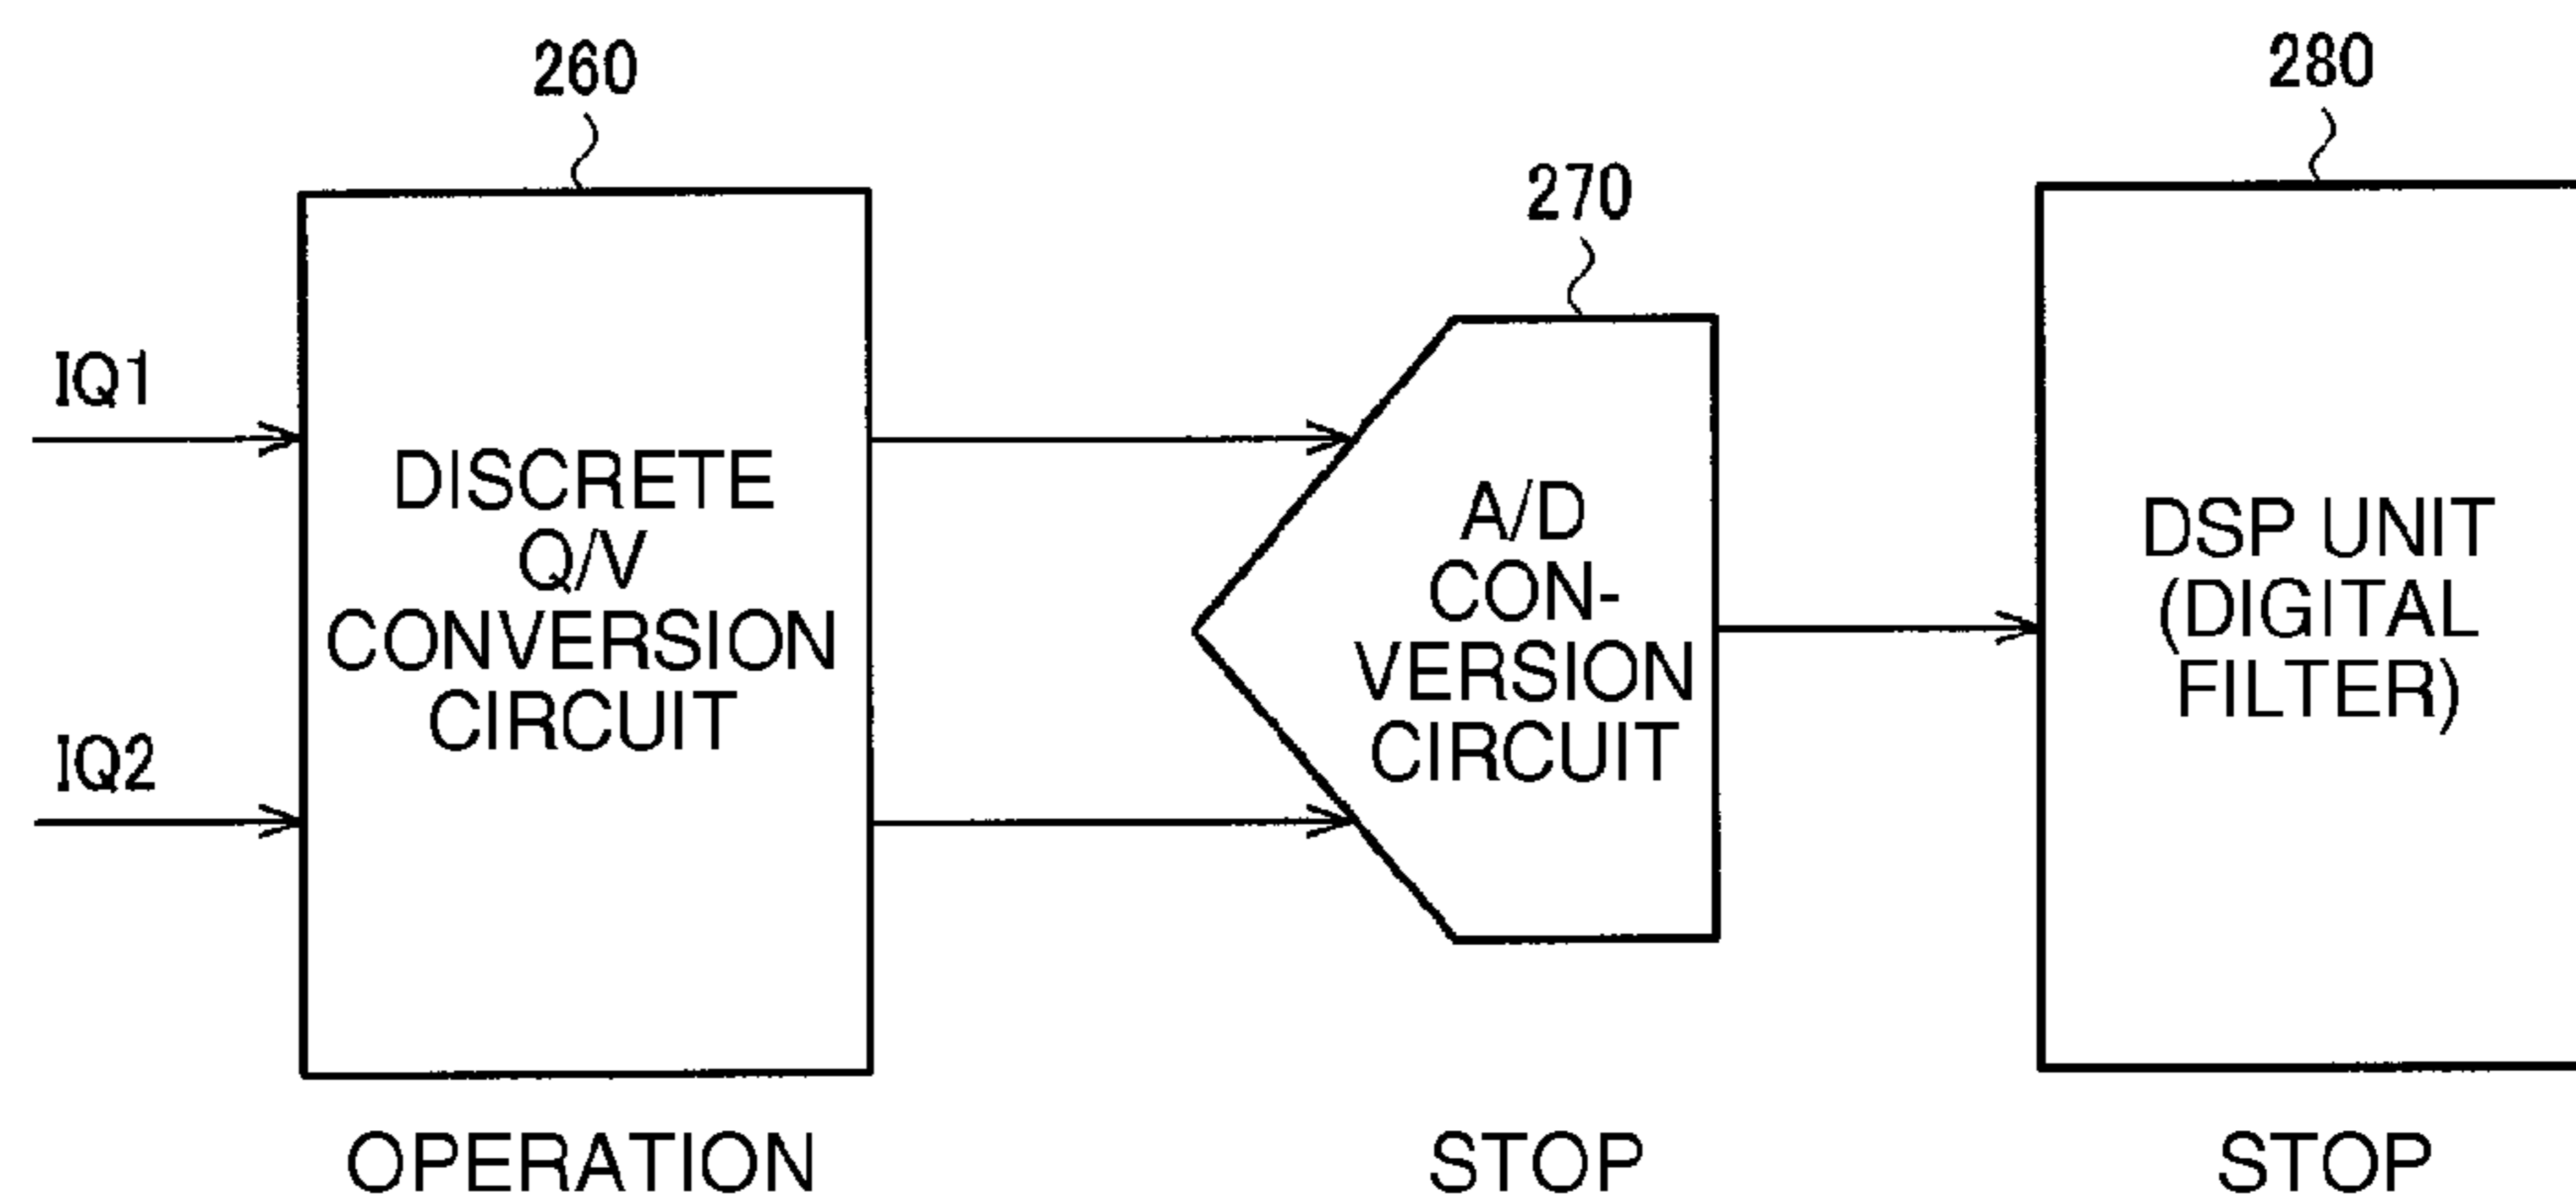 260
280
270
IQ1
IQ2
DISCRETE
Q/V
CONVERSION
CIRCUIT
A/D
CON-
VERSION
CIRCUIT
DSP UNIT
(DIGITAL
FILTER)
OPERATION
STOP
STOP